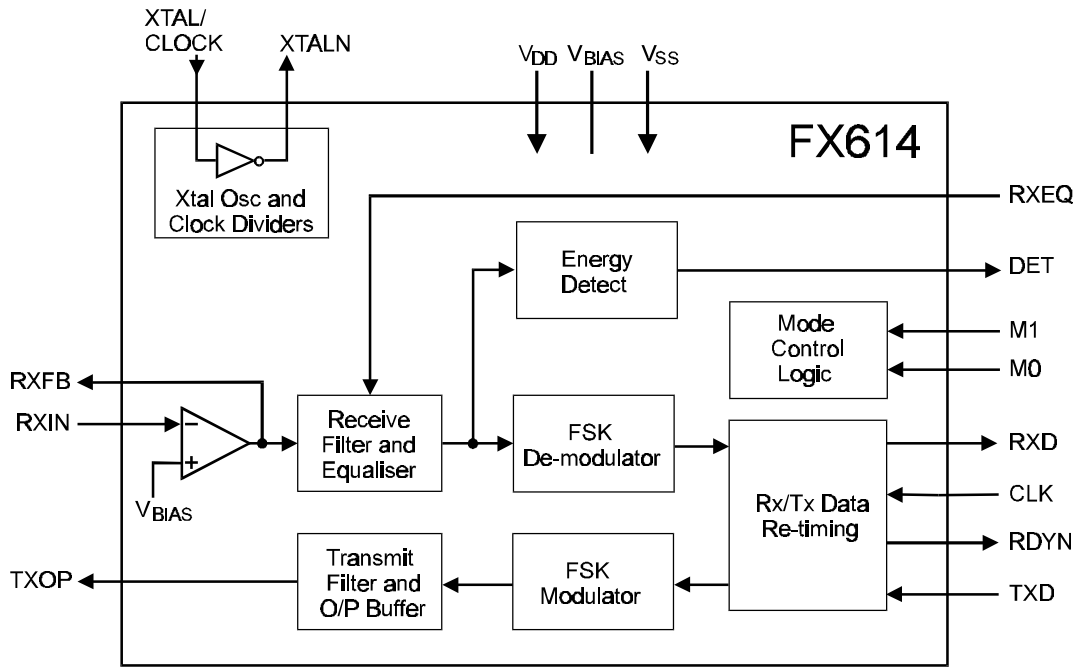 XTAL/
CLOCK
XTALN
VDD
VBIAS
VSS
FX614
Xtal Osc and
Clock Dividers
RXEQ
Energy
Detect
DET
Mode
Control
Logic
M1
M0
RXFB
RXIN
VBIAS
Receive
Filter and
Equaliser
FSK
De-modulator
Rx/Tx Data
Re-timing
RXD
CLK
RDYN
TXD
TXOP
Transmit
Filter and
O/P Buffer
FSK
Modulator